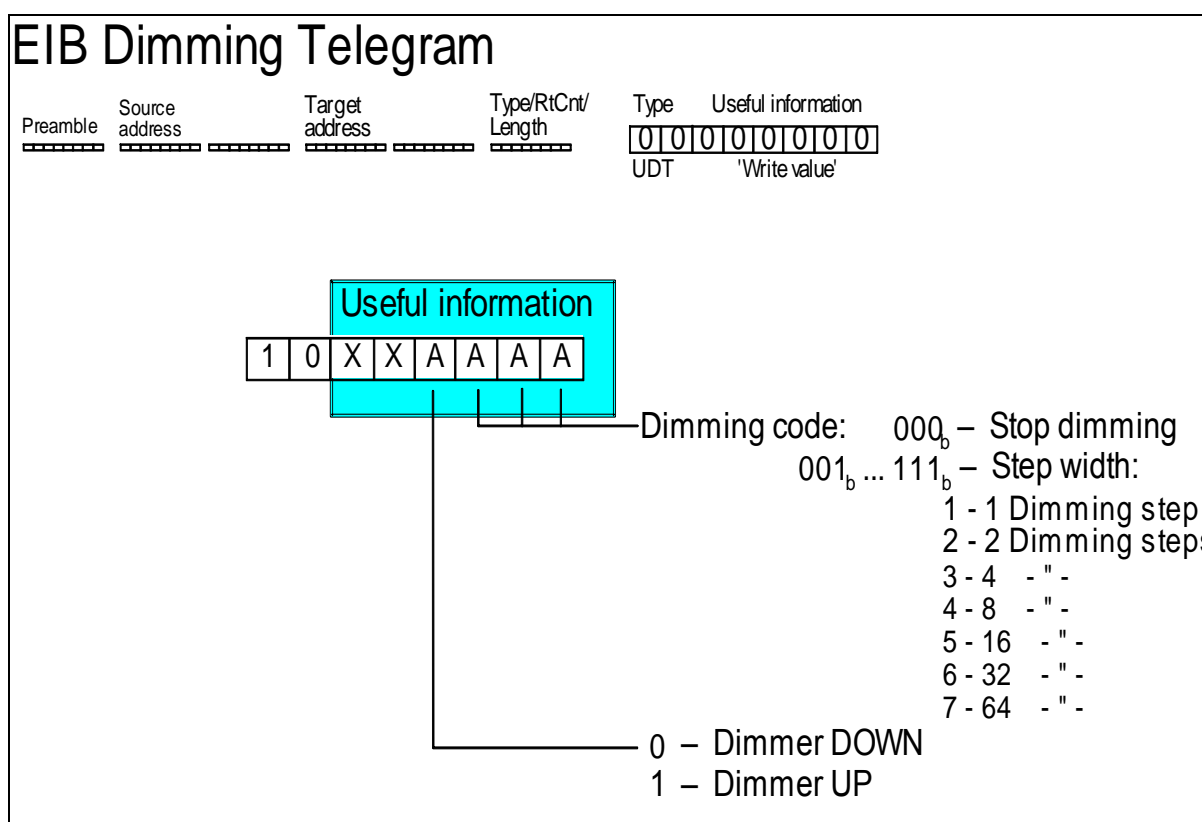 EIB Dimming Telegram
Preamble Source address Target address Type/RtCnt/ Length Type Useful information
0 0 0 0 0 0 0 0
UDT 'Write value'
Useful information
1 0 X X A A A A
Dimming code: 000b – Stop dimming
001b ... 111b – Step width:
1 - 1 Dimming step
2 - 2 Dimming steps
3 - 4 - " -
4 - 8 - " -
5 - 16 - " -
6 - 32 - " -
7 - 64 - " -
0 – Dimmer DOWN
1 – Dimmer UP